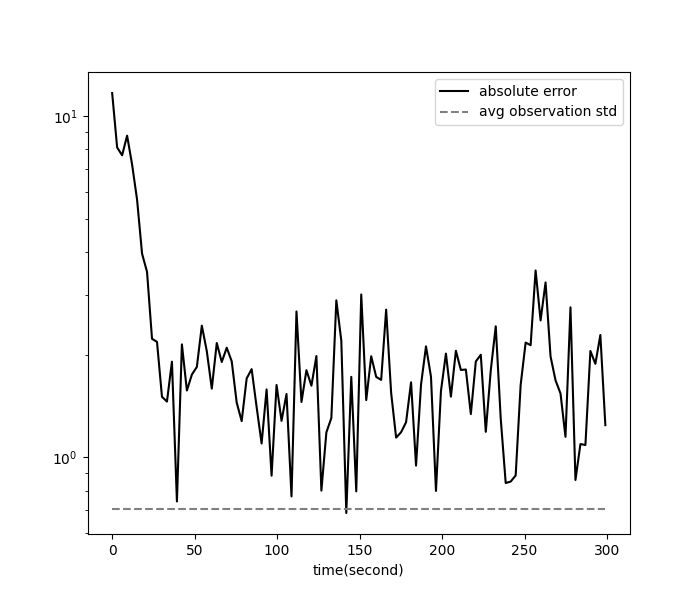 absolute error
avg observation std
10¹
10⁰
0 50 100 150 200 250 300
time(second)